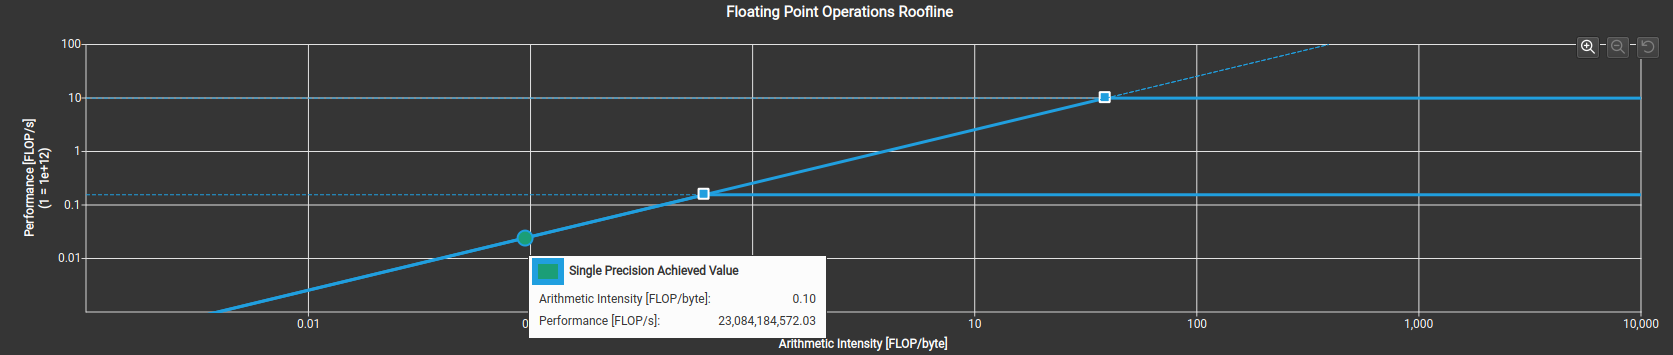 Floating Point Operations Roofline
100
10
1
0.1
0.01
Performance [FLOP/s]
(1 = 1e+12)
Single Precision Achieved Value
Arithmetic Intensity [FLOP/byte]: 0.10
Performance [FLOP/s]: 23,084,184,572.03
0.01 0 10 100 1,000 10,000
Arithmetic Intensity [FLOP/byte]